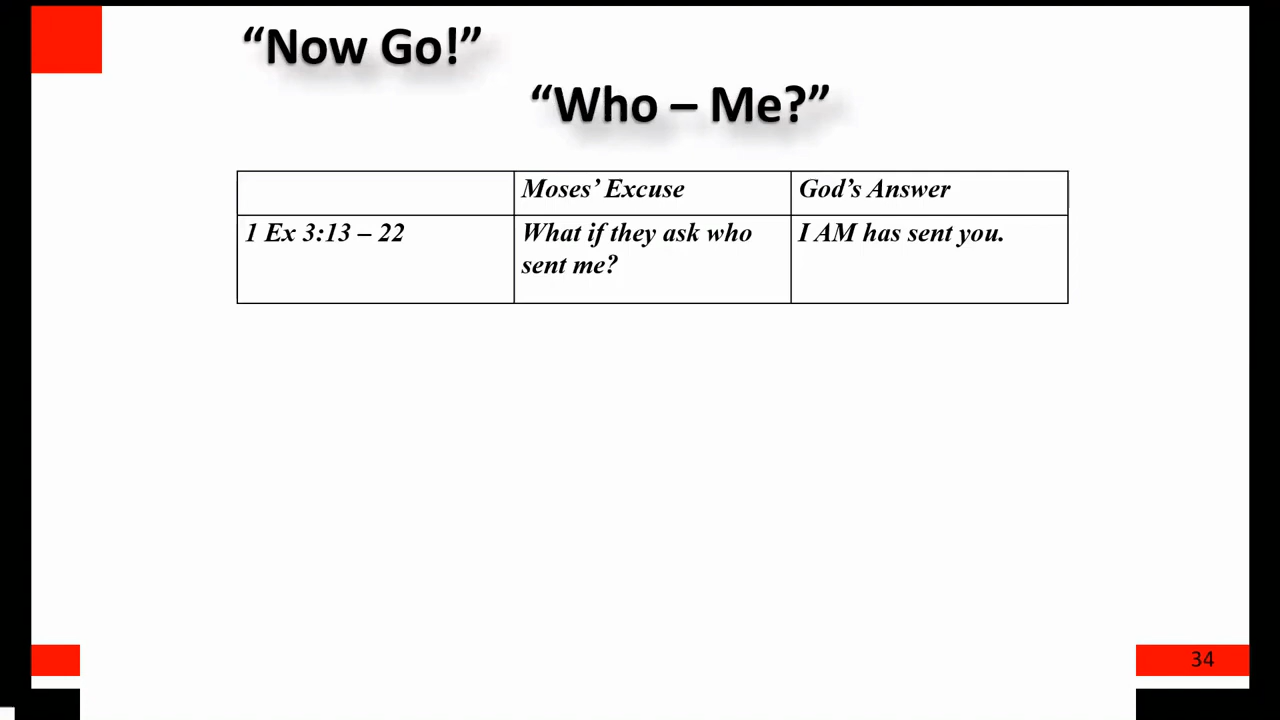 “Now Go!”
“Who – Me?”
Moses’ Excuse
God’s Answer
1 Ex 3:13 – 22
What if they ask who
sent me?
I AM has sent you.
34